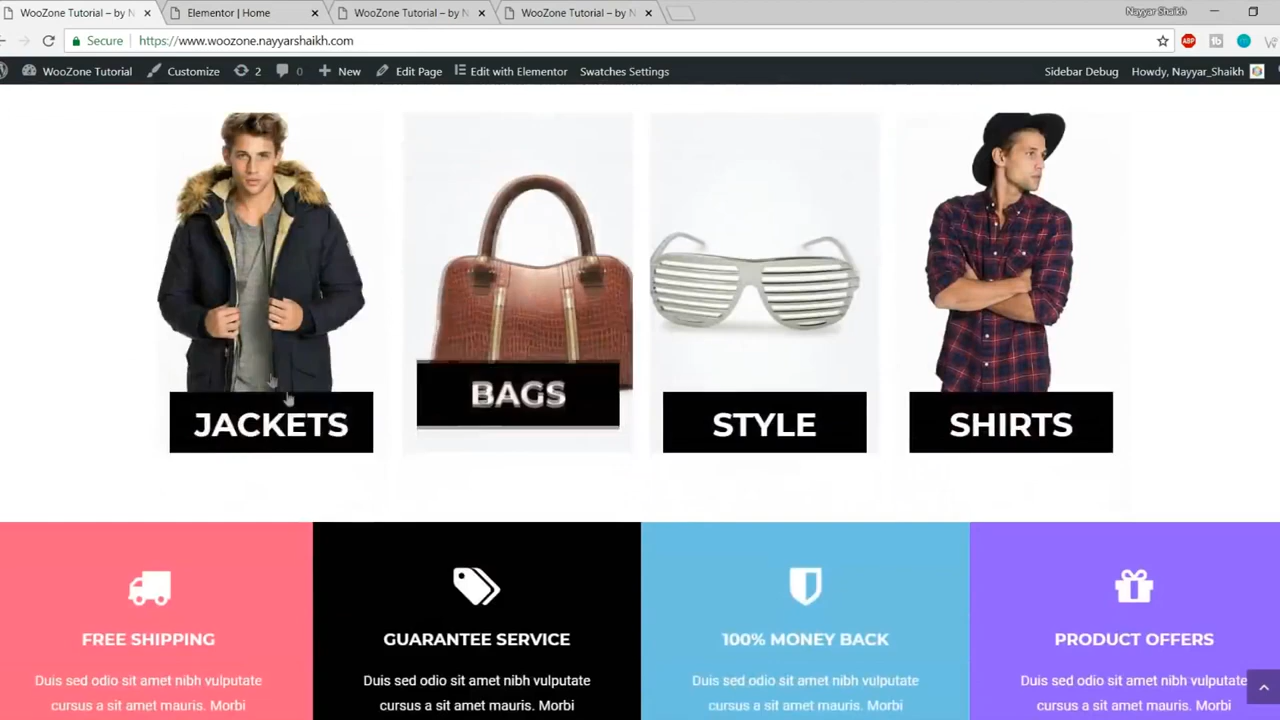 WooZone Tutorial – by N
Elementor | Home
WooZone Tutorial – by N
WooZone Tutorial – by N
Nayyar Shaikh
Secure
https://www.woozone.nayyarshaikh.com
ABP
WooZone Tutorial
Customize
2
0
New
Edit Page
Edit with Elementor
Swatches Settings
Sidebar Debug
Howdy, Nayyar_Shaikh
JACKETS
BAGS
STYLE
SHIRTS
FREE SHIPPING
GUARANTEE SERVICE
100% MONEY BACK
PRODUCT OFFERS
Duis sed odio sit amet nibh vulputate
cursus a sit amet mauris. Morbi
Duis sed odio sit amet nibh vulputate
cursus a sit amet mauris. Morbi
Duis sed odio sit amet nibh vulputate
cursus a sit amet mauris. Morbi
Duis sed odio sit amet nibh vulputate
cursus a sit amet mauris. Morbi